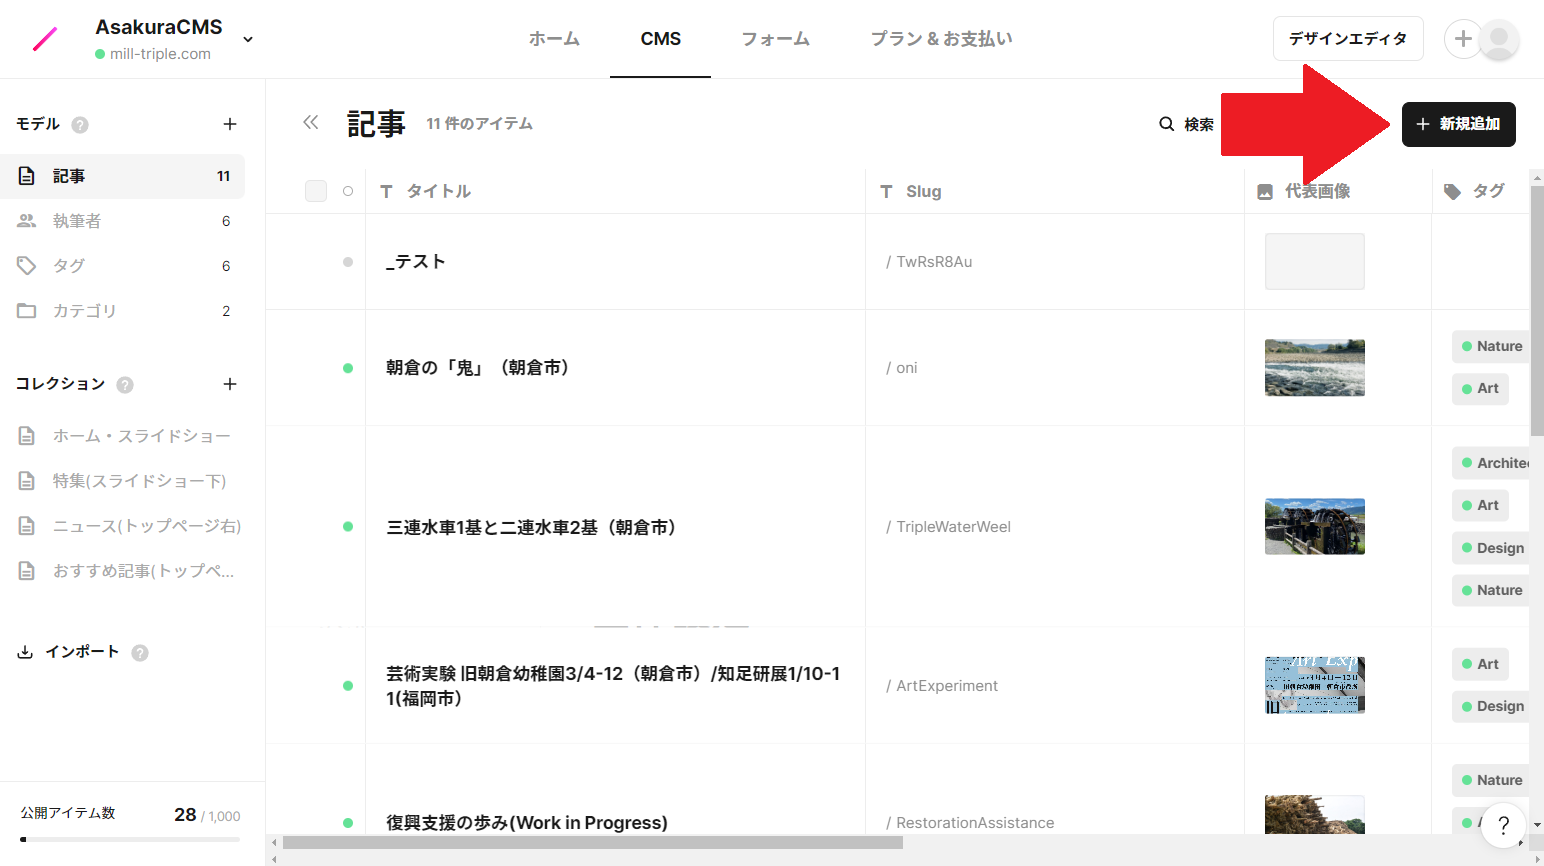 AsakuraCMS
mill-triple.com
ホーム
CMS
フォーム
プラン & お支払い
デザインエディタ
モデル
記事 11
執筆者 6
タグ 6
カテゴリ 2
コレクション
ホーム・スライドショー
特集(スライドショー下)
ニュース(トップページ右)
おすすめ記事(トップペ...
インポート
公開アイテム数 28 / 1,000
記事 11 件のアイテム
検索
新規追加
タイトル Slug 代表画像 タグ
_テスト / TwRsR8Au
朝倉の「鬼」（朝倉市） / oni
Nature
Art
三連水車1基と二連水車2基（朝倉市） / TripleWaterWeel
Architec
Art
Design
Nature
芸術実験 旧朝倉幼稚園3/4-12（朝倉市）/知足研展1/10-1
1(福岡市）
/ ArtExperiment
Art
Design
復興支援の歩み(Work in Progress) / RestorationAssistance
Nature
?